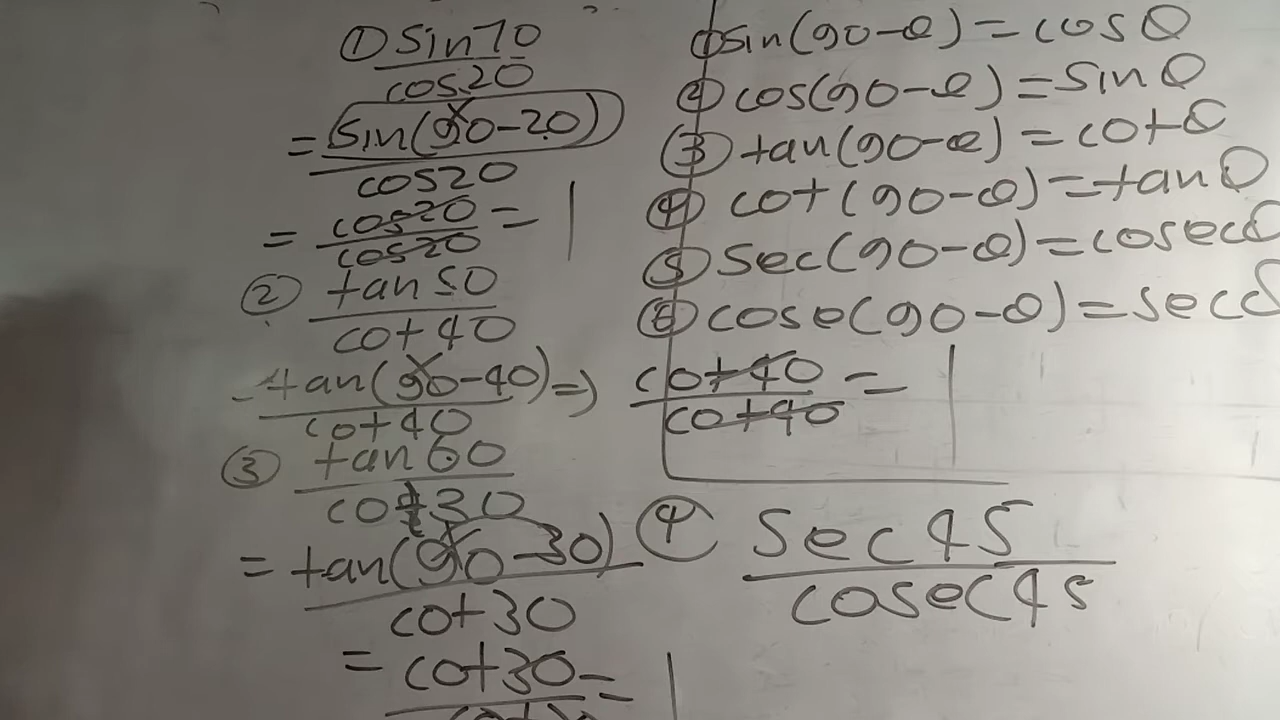 ① sin70
cos20
= sin(90-20)
cos20
= cos20 = 1
cos20
② tan50
cot40
= tan(90-40) =) cot40 = 1
cot40 cot40
③ tan60
cot30
= tan(90-30)
cot30
= cot30 = 1
① sin(90-θ)=cosθ
② cos(90-θ)=sinθ
③ tan(90-θ)=cotθ
④ cot(90-θ)=tanθ
⑤ sec(90-θ)=cosecθ
⑥ cose(90-θ)=secθ
④ sec45
cosec45